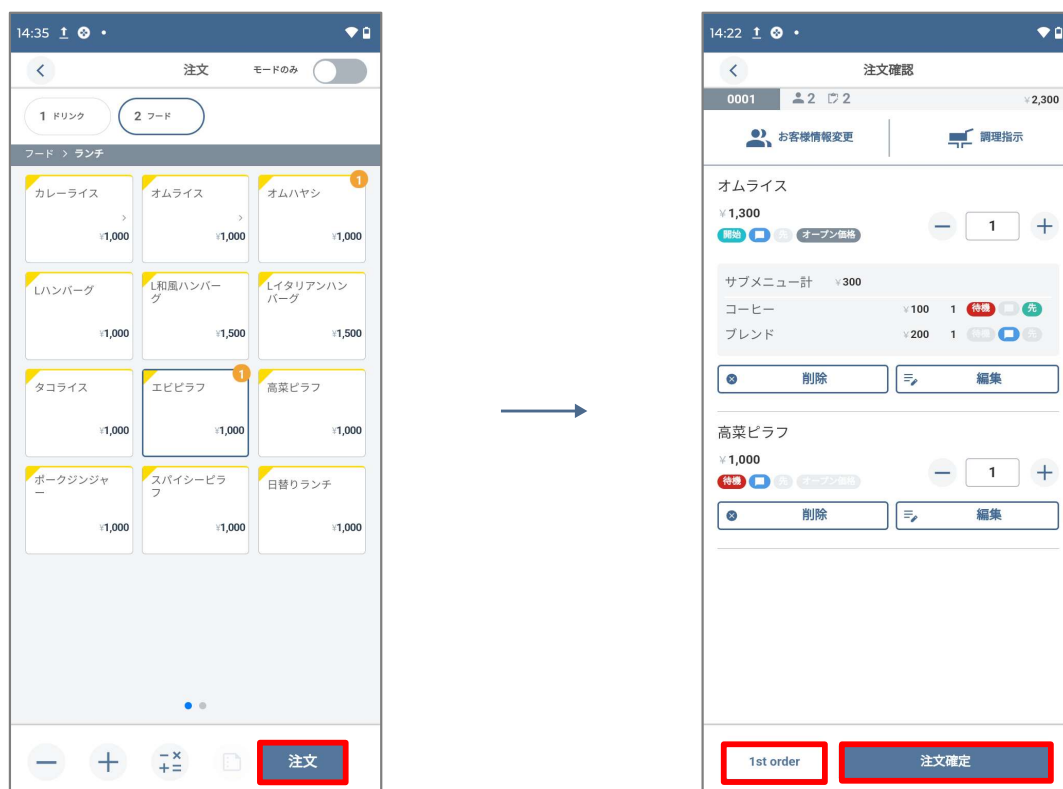 14:35
注文
モードのみ
1 ドリンク
2 フード
フード > ランチ
カレーライス
>
¥1,000
オムライス
>
¥1,000
1
オムハヤシ
¥1,000
Lハンバーグ
¥1,000
L和風ハンバー
グ
¥1,500
Lイタリアンハン
バーグ
¥1,500
タコライス
¥1,000
1
エビピラフ
¥1,000
高菜ピラフ
¥1,000
ポークジンジャ
ー
¥1,000
スパイシーピラ
フ
¥1,000
日替りランチ
¥1,000
注文
14:22
注文確認
0001 2 2 ¥2,300
お客様情報変更
調理指示
オムライス
¥1,300
開始 先 オープン価格
1
サブメニュー計 ¥300
コーヒー ¥100 1 待機 先
ブレンド ¥200 1 待機 先
削除
編集
高菜ピラフ
¥1,000
待機 先 オープン価格
1
削除
編集
1st order
注文確定